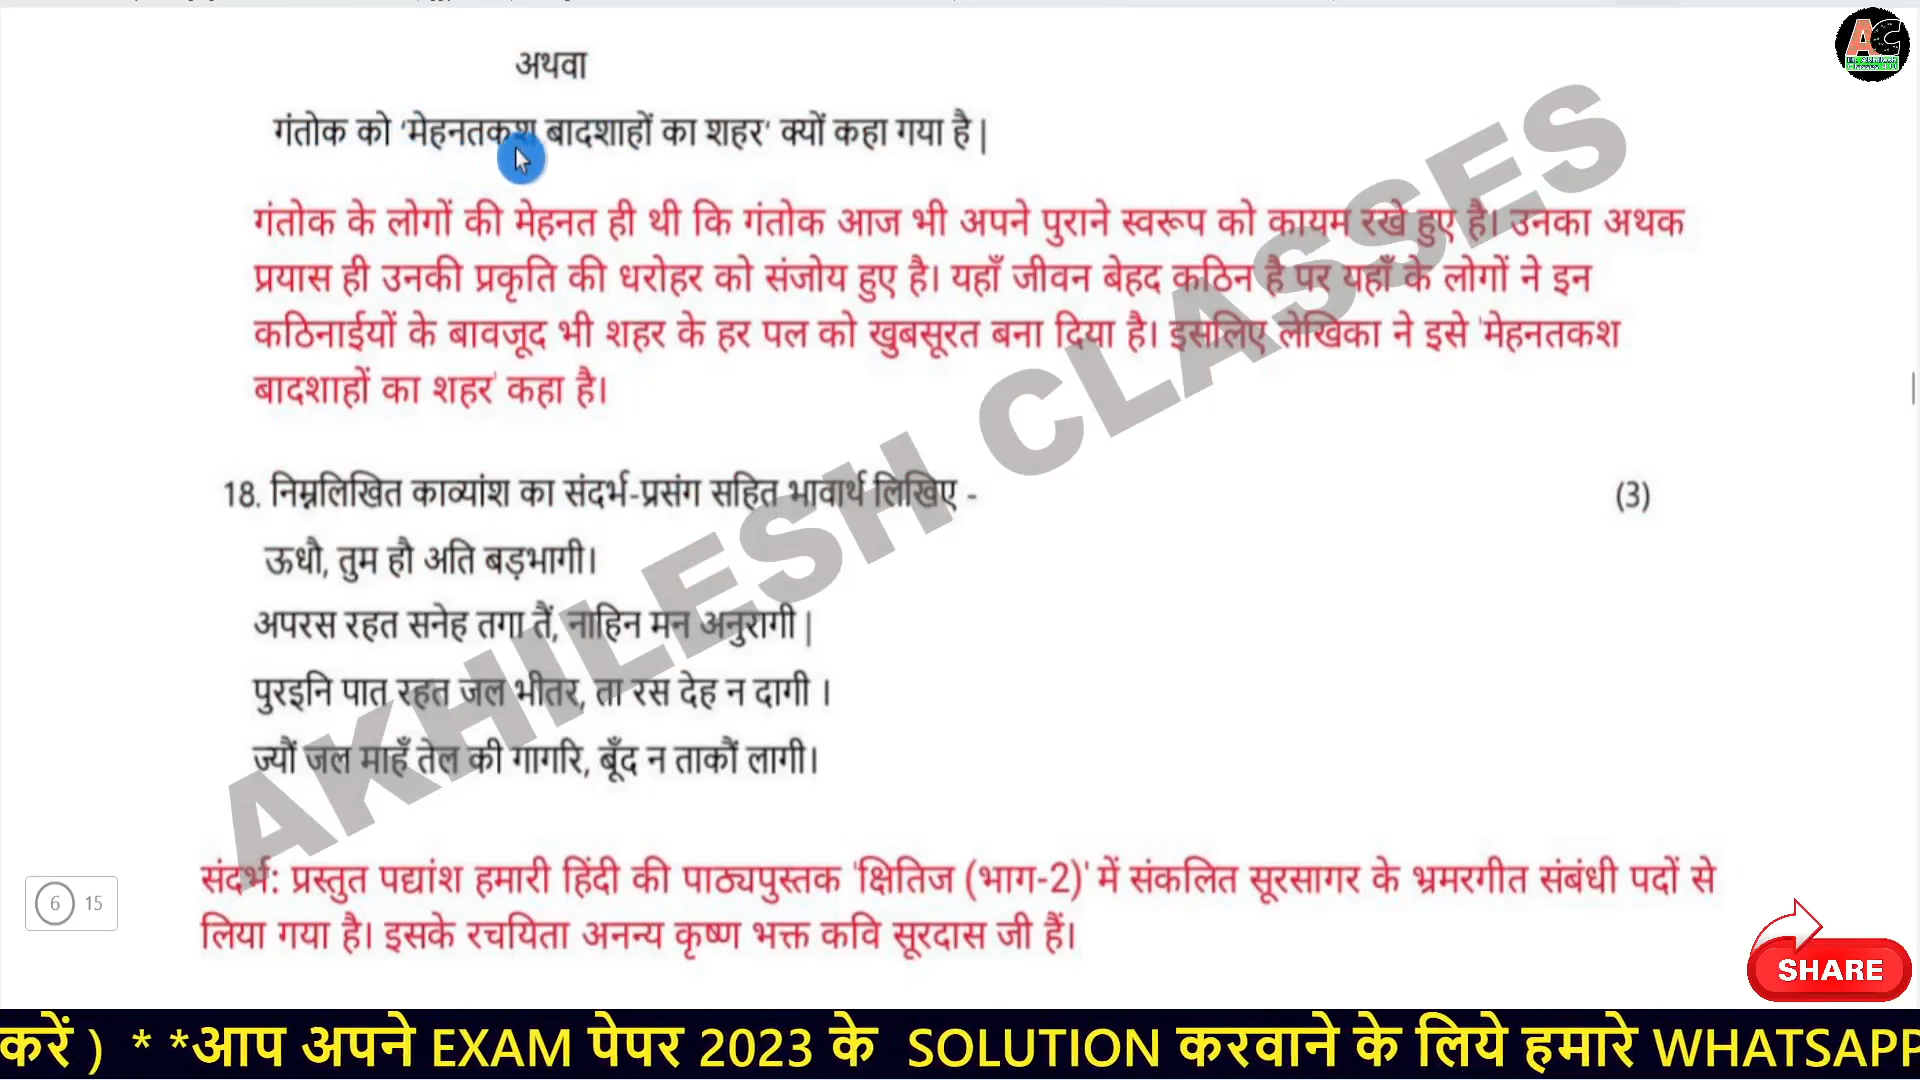 अथवा
गंतोक को 'मेहनतकश बादशाहों का शहर' क्यों कहा गया है |
गंतोक के लोगों की मेहनत ही थी कि गंतोक आज भी अपने पुराने स्वरूप को कायम रखे हुए है। उनका अथक
प्रयास ही उनकी प्रकृति की धरोहर को संजोय हुए है। यहाँ जीवन बेहद कठिन है पर यहाँ के लोगों ने इन
कठिनाईयों के बावजूद भी शहर के हर पल को खुबसूरत बना दिया है। इसलिए लेखिका ने इसे 'मेहनतकश
बादशाहों का शहर' कहा है।
18. निम्नलिखित काव्यांश का संदर्भ-प्रसंग सहित भावार्थ लिखिए - (3)
ऊधौ, तुम हौ अति बड़भागी।
अपरस रहत सनेह तगा तैं, नाहिन मन अनुरागी |
पुरइनि पात रहत जल भीतर, ता रस देह न दागी ।
ज्यौं जल माहँ तेल की गागरि, बूँद न ताकौं लागी।
संदर्भ: प्रस्तुत पद्यांश हमारी हिंदी की पाठ्यपुस्तक 'क्षितिज (भाग-2)' में संकलित सूरसागर के भ्रमरगीत संबंधी पदों से
लिया गया है। इसके रचयिता अनन्य कृष्ण भक्त कवि सूरदास जी हैं।
AKHILESH CLASSES
6 15
AC
SHARE
करें ) * *आप अपने EXAM पेपर 2023 के SOLUTION करवाने के लिये हमारे WHATSAPP